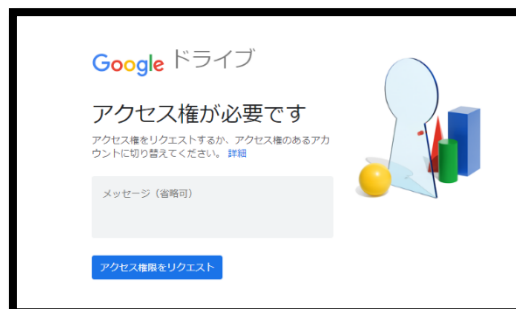 Google ドライブ
アクセス権が必要です
アクセス権をリクエストするか、アクセス権のあるアカ
ウントに切り替えてください。 詳細
メッセージ（省略可）
アクセス権限をリクエスト